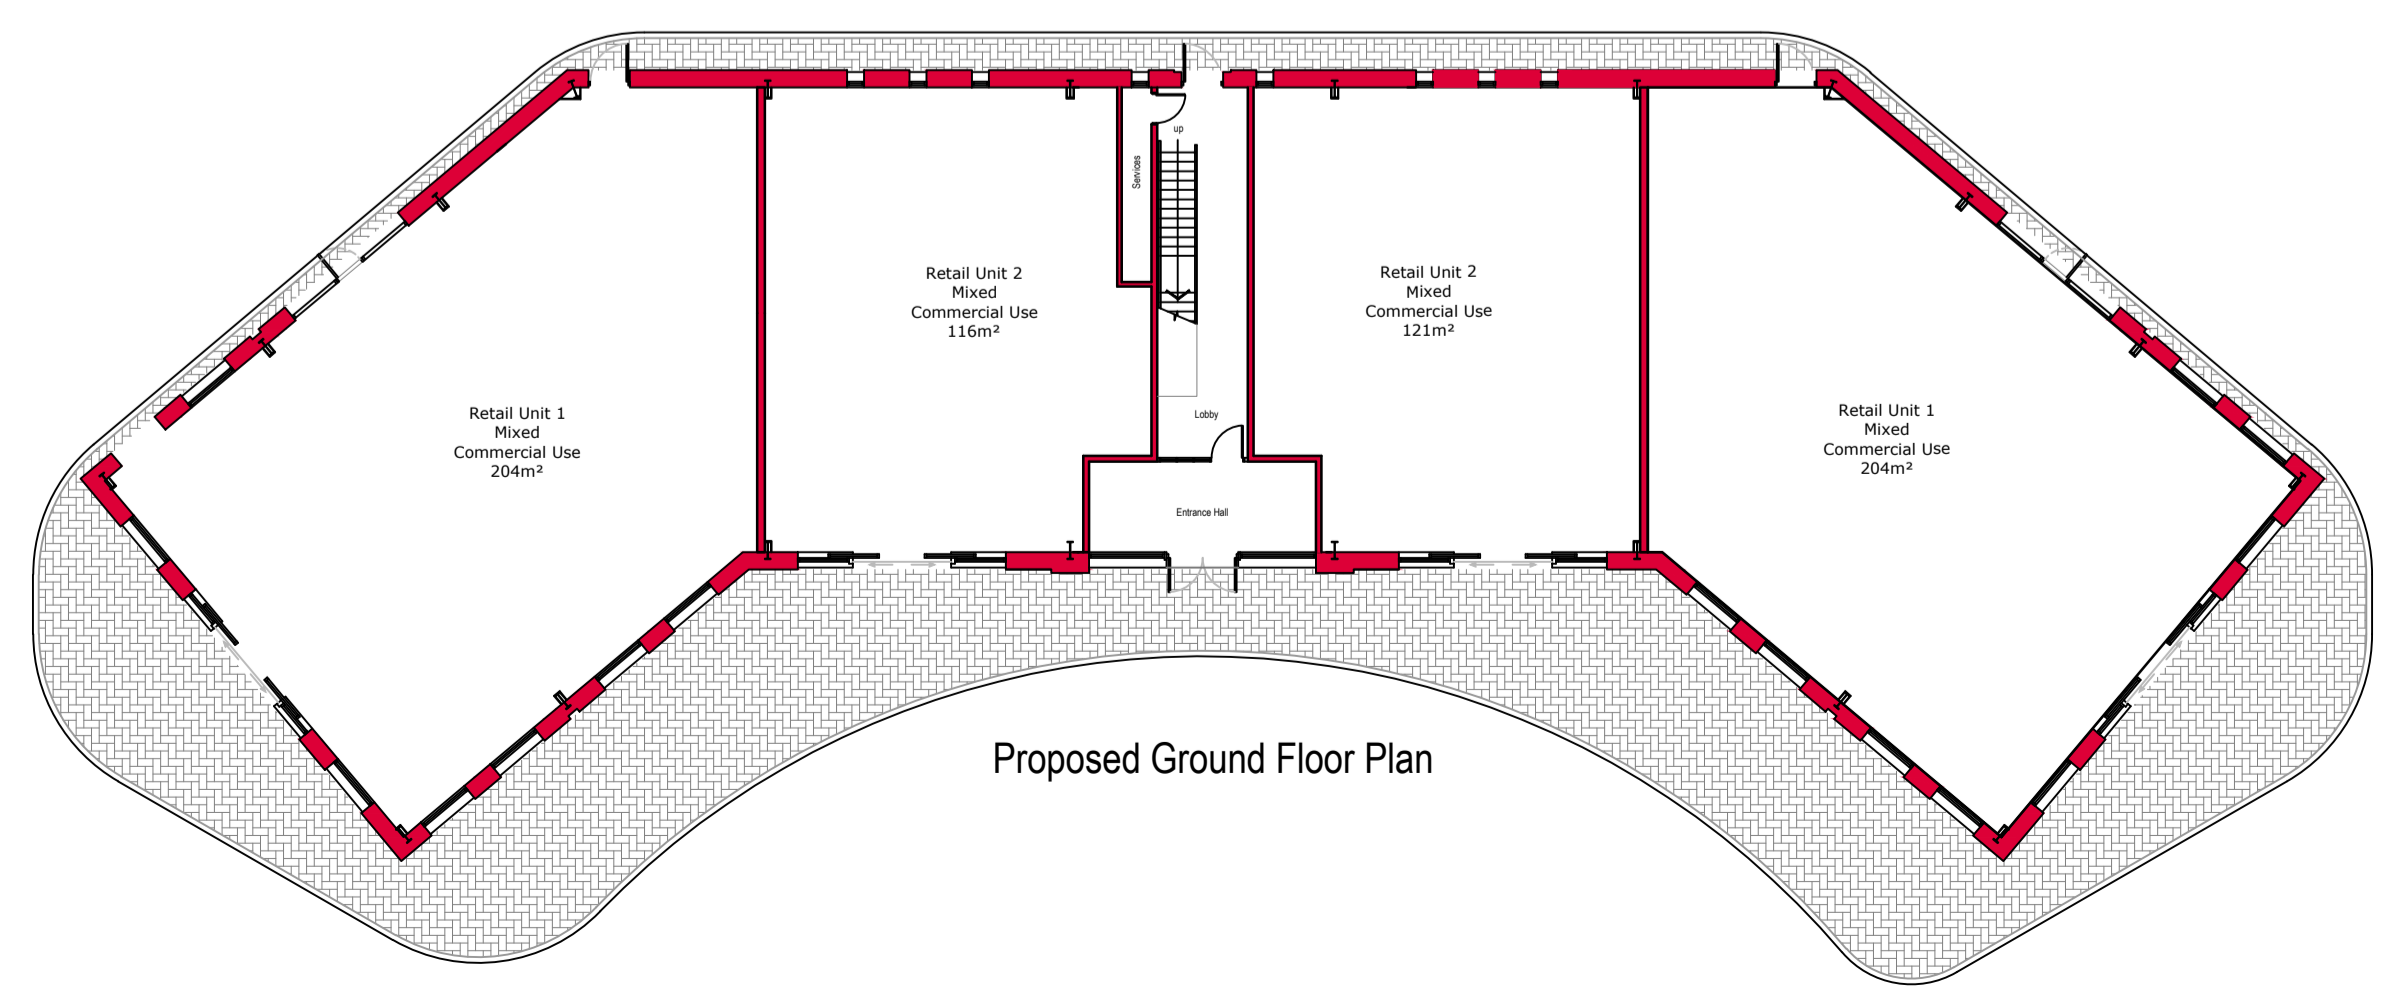 up
Services
Retail Unit 2
Mixed
Commercial Use
116m²
Retail Unit 2
Mixed
Commercial Use
121m²
Retail Unit 1
Mixed
Commercial Use
204m²
Lobby
Retail Unit 1
Mixed
Commercial Use
204m²
Entrance Hall
Proposed Ground Floor Plan